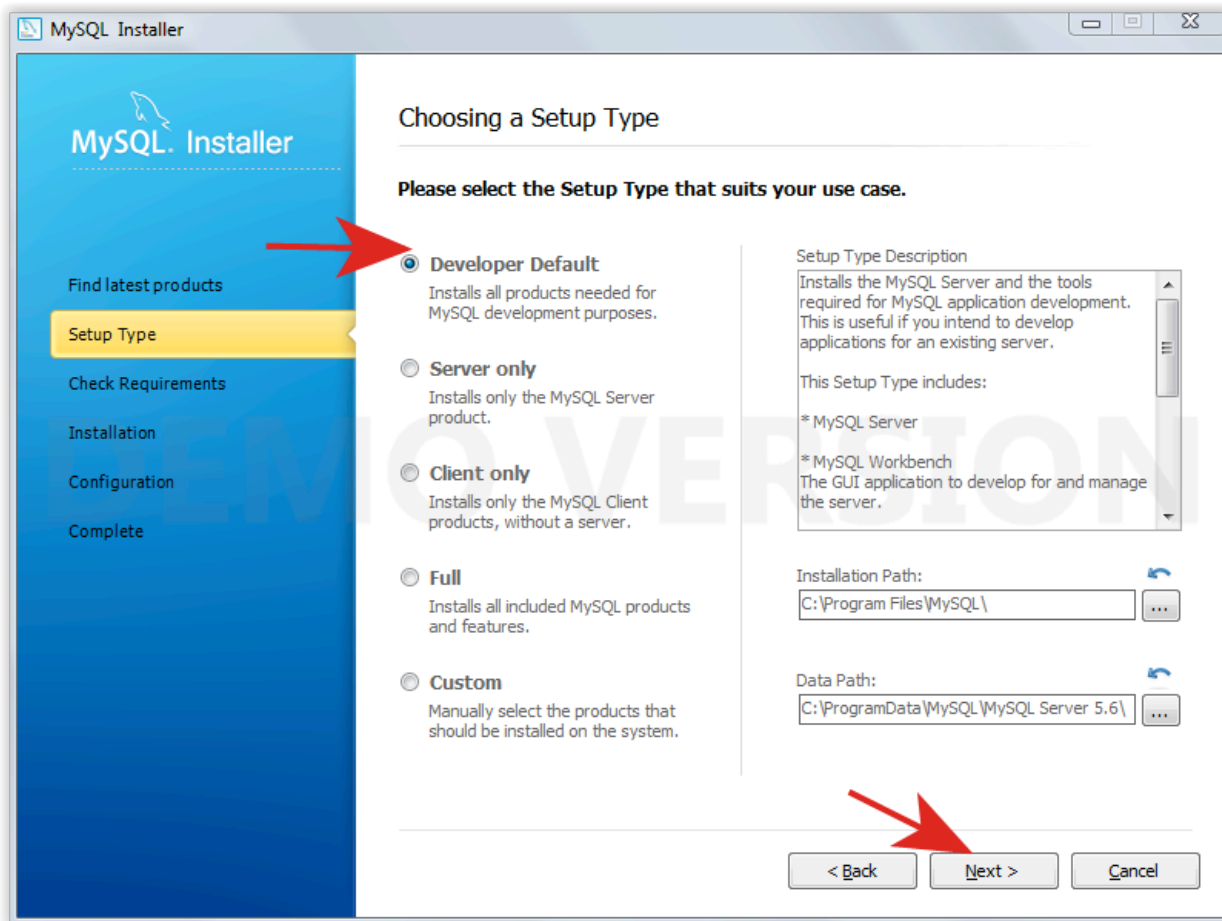 MySQL Installer
MySQL. Installer
Find latest products
Setup Type
Check Requirements
Installation
Configuration
Complete
Choosing a Setup Type
Please select the Setup Type that suits your use case.
Developer Default
Installs all products needed for
MySQL development purposes.
Server only
Installs only the MySQL Server
product.
Client only
Installs only the MySQL Client
products, without a server.
Full
Installs all included MySQL products
and features.
Custom
Manually select the products that
should be installed on the system.
Setup Type Description
Installs the MySQL Server and the tools
required for MySQL application development.
This is useful if you intend to develop
applications for an existing server.
This Setup Type includes:
* MySQL Server
* MySQL Workbench
The GUI application to develop for and manage
the server.
Installation Path:
C:\Program Files\MySQL\
...
Data Path:
C:\ProgramData\MySQL\MySQL Server 5.6\
...
< Back
Next >
Cancel
DEMO VERSION